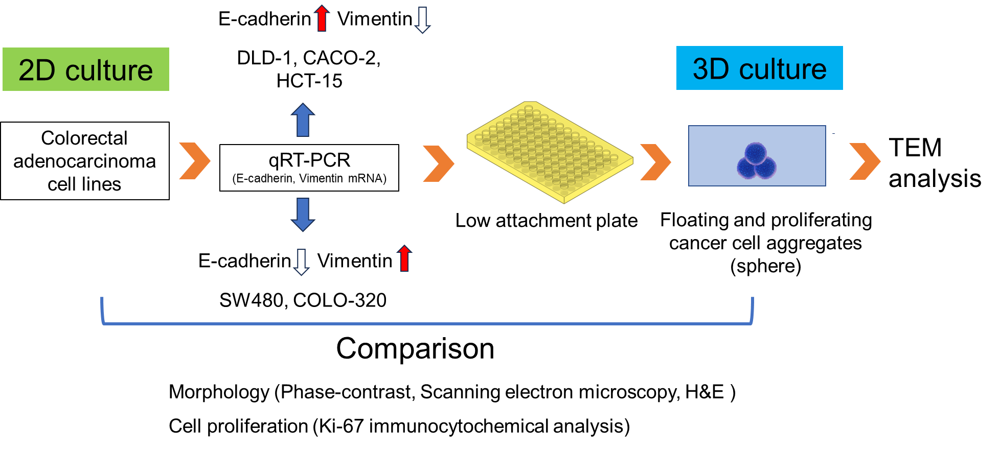 E-cadherin Vimentin
DLD-1, CACO-2,
HCT-15
2D culture
3D culture
Colorectal
adenocarcinoma
cell lines
qRT-PCR
(E-cadherin, Vimentin mRNA)
Low attachment plate
Floating and proliferating
cancer cell aggregates
(sphere)
TEM
analysis
E-cadherin Vimentin
SW480, COLO-320
Comparison
Morphology (Phase-contrast, Scanning electron microscopy, H&E )
Cell proliferation (Ki-67 immunocytochemical analysis)